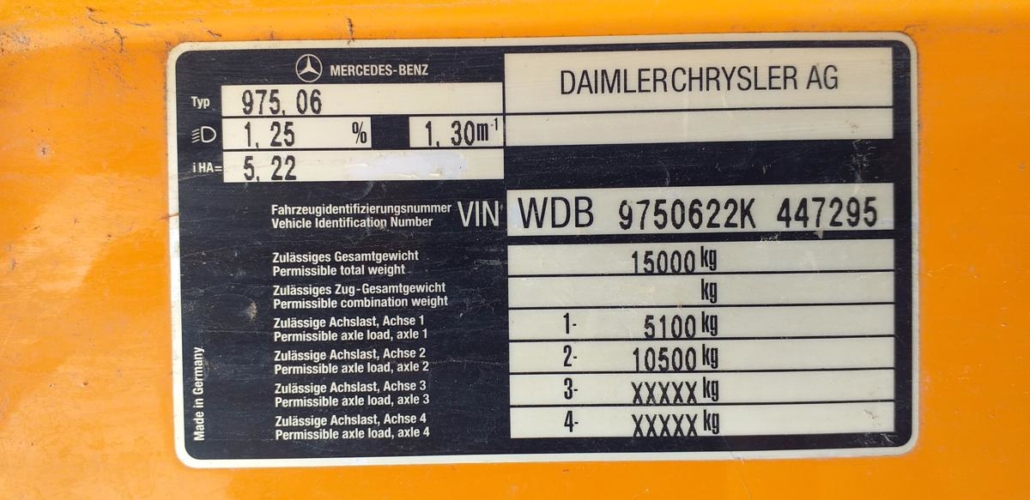 MERCEDES-BENZ
DAIMLERCHRYSLER AG
Typ 975, 06
1, 25 % 1, 30m⁻¹
i HA= 5, 22
Fahrzeugidentifizierungsnummer
Vehicle Identification Number
VIN WDB 9750622K 447295
Zulässiges Gesamtgewicht
Permissible total weight
15000 kg
Zulässiges Zug-Gesamtgewicht
Permissible combination weight
kg
Zulässige Achslast, Achse 1
Permissible axle load, axle 1
1- 5100 kg
Zulässige Achslast, Achse 2
Permissible axle load, axle 2
2- 10500 kg
Zulässige Achslast, Achse 3
Permissible axle load, axle 3
3- XXXXX kg
Zulässige Achslast, Achse 4
Permissible axle load, axle 4
4- XXXXX kg
Made in Germany